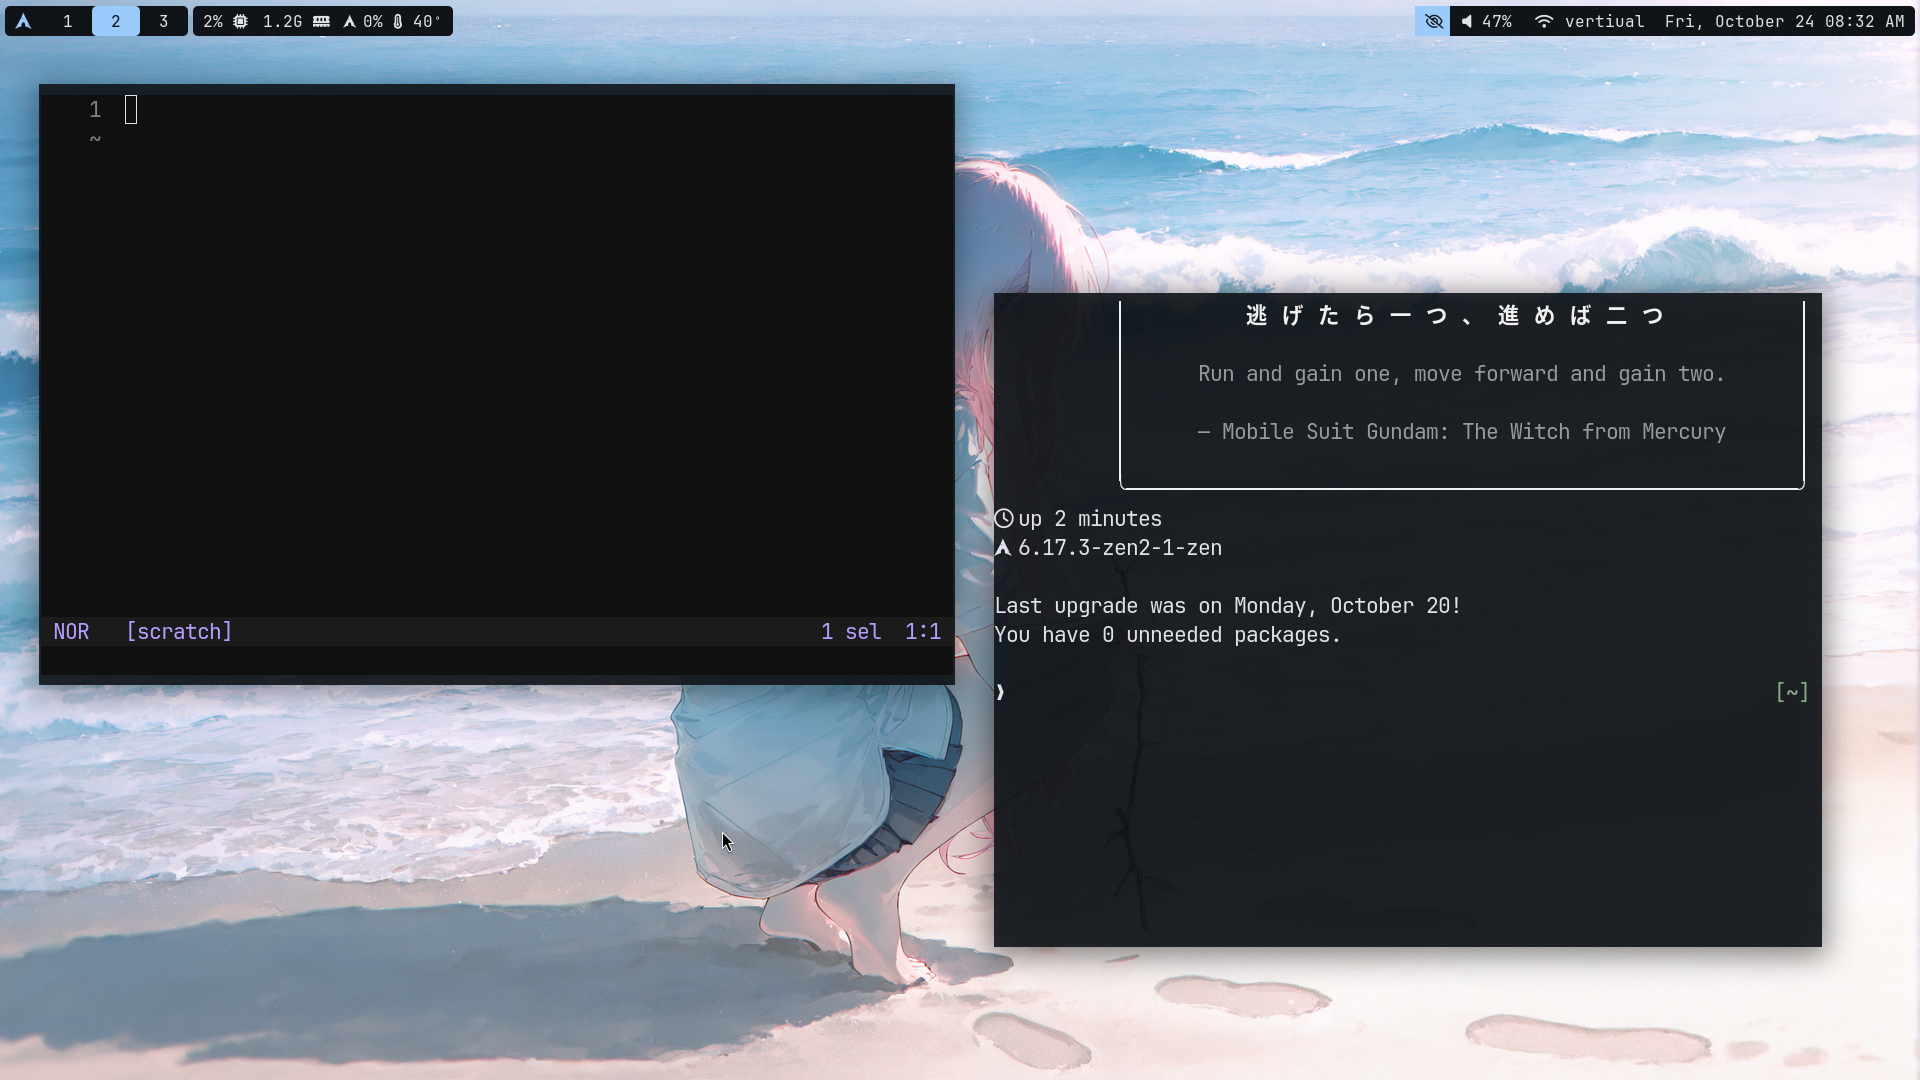 1 2 3 2% 1.2G 0% 40° 47% vertiual Fri, October 24 08:32 AM
1
~
NOR [scratch] 1 sel 1:1
逃げたら一つ、進めば二つ
Run and gain one, move forward and gain two.
— Mobile Suit Gundam: The Witch from Mercury
up 2 minutes
6.17.3-zen2-1-zen
Last upgrade was on Monday, October 20!
You have 0 unneeded packages.
❫ [~]